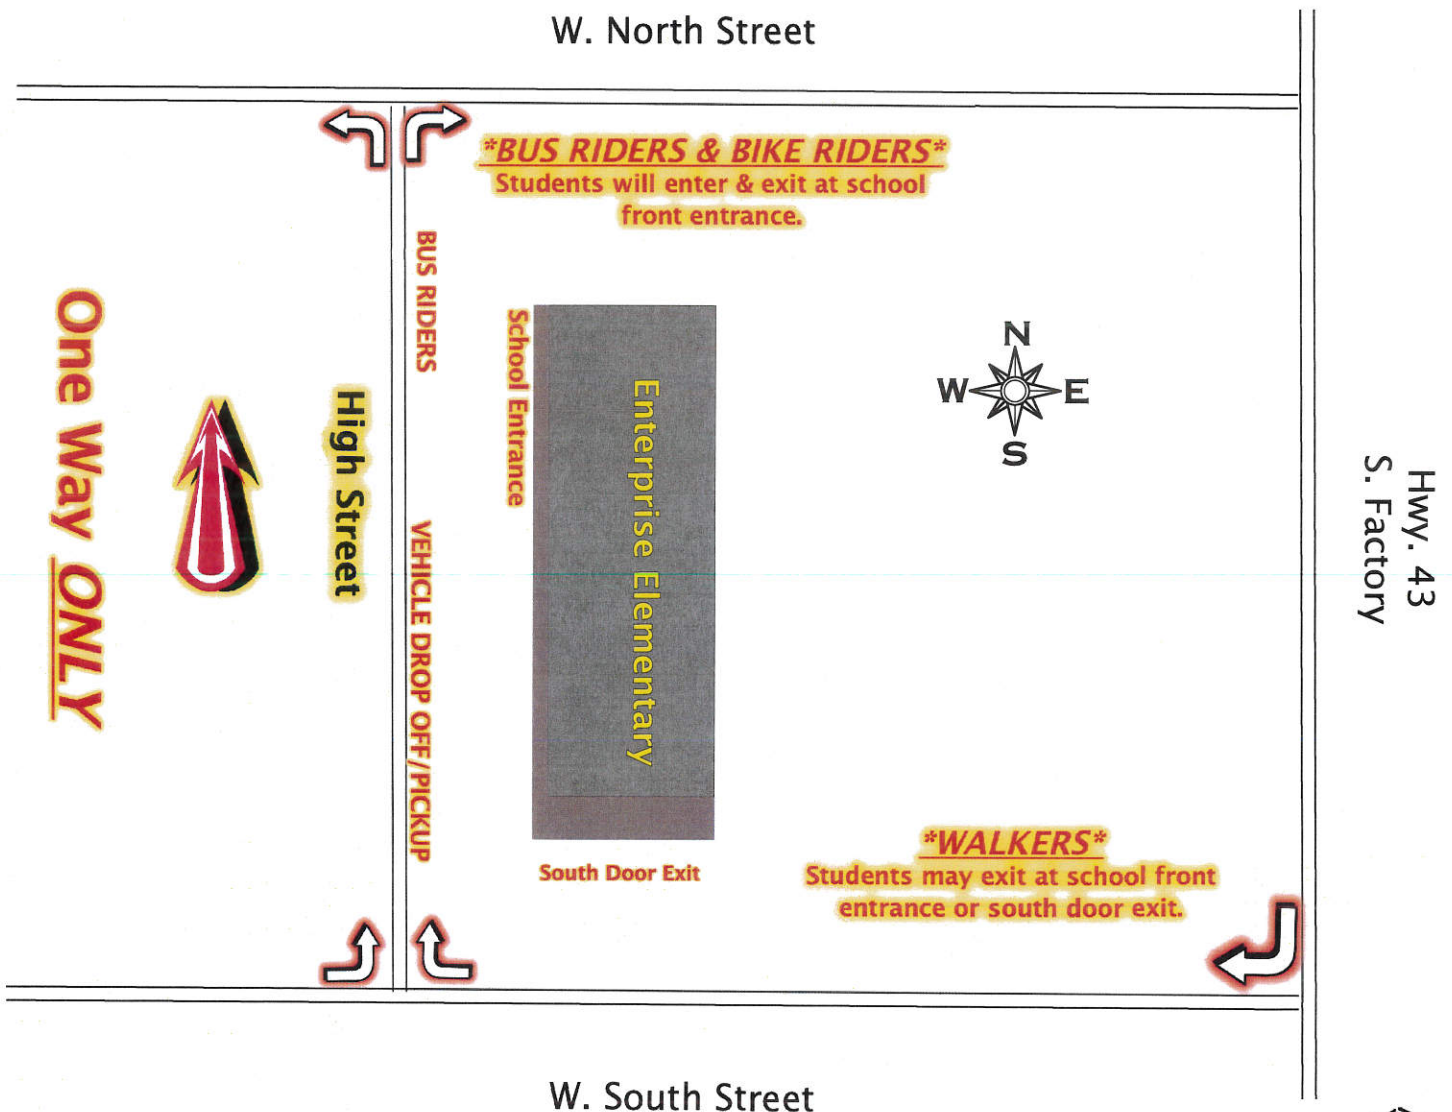 W. North Street
*BUS RIDERS & BIKE RIDERS*
Students will enter & exit at school
front entrance.
BUS RIDERS
School Entrance
Enterprise Elementary
N
W E
S
Hwy. 43
S. Factory
One Way ONLY
High Street
VEHICLE DROP OFF/PICKUP
South Door Exit
*WALKERS*
Students may exit at school front
entrance or south door exit.
W. South Street